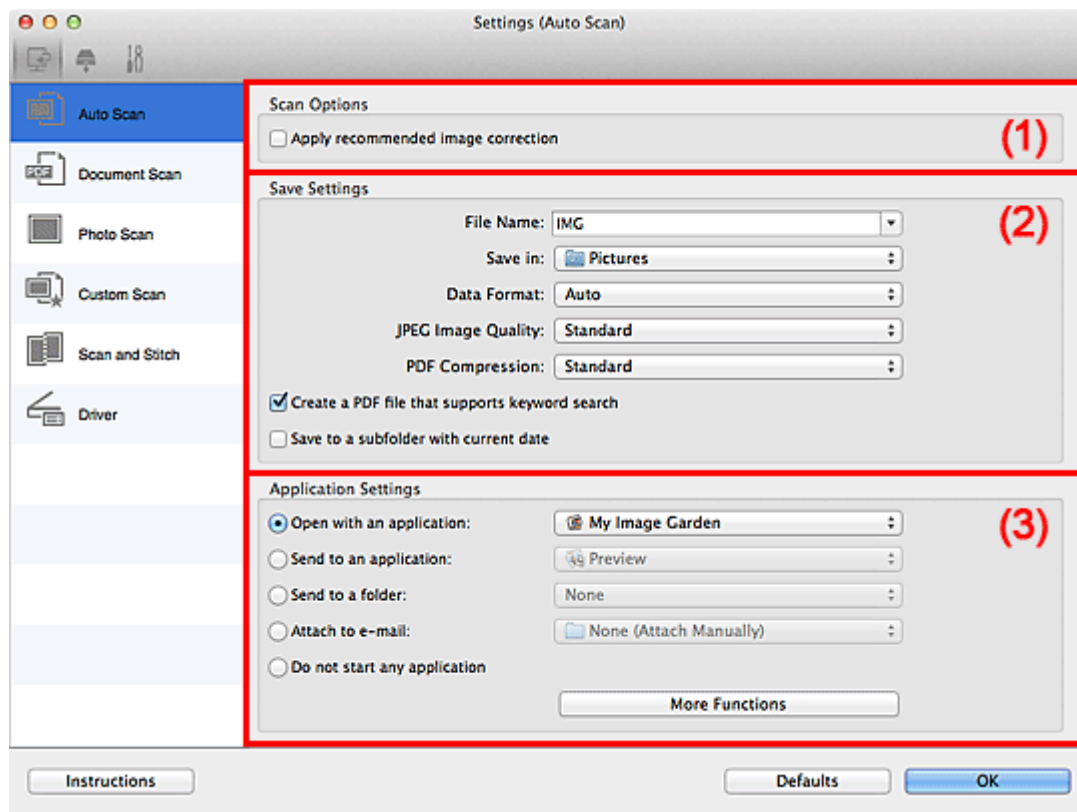 Settings (Auto Scan)
Auto Scan
Document Scan
Photo Scan
Custom Scan
Scan and Stitch
Driver
Scan Options
Apply recommended image correction
(1)
Save Settings
(2)
File Name: IMG
Save in: Pictures
Data Format: Auto
JPEG Image Quality: Standard
PDF Compression: Standard
Create a PDF file that supports keyword search
Save to a subfolder with current date
Application Settings
(3)
Open with an application: My Image Garden
Send to an application: Preview
Send to a folder: None
Attach to e-mail: None (Attach Manually)
Do not start any application
More Functions
Instructions
Defaults
OK